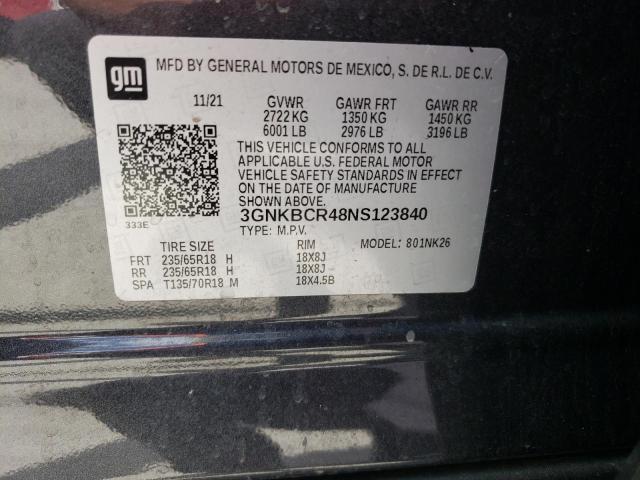 gm MFD BY GENERAL MOTORS DE MEXICO, S. DE R.L. DE C.V.
11/21 GVWR GAWR FRT GAWR RR
2722 KG 1350 KG 1450 KG
6001 LB 2976 LB 3196 LB
THIS VEHICLE CONFORMS TO ALL
APPLICABLE U.S. FEDERAL MOTOR
VEHICLE SAFETY STANDARDS IN EFFECT
ON THE DATE OF MANUFACTURE
SHOWN ABOVE.
333E 3GNKBCR48NS123840
TYPE: M.P.V.
TIRE SIZE RIM MODEL: 801NK26
FRT 235/65R18 H 18X8J
RR 235/65R18 H 18X8J
SPA T135/70R18 M 18X4.5B